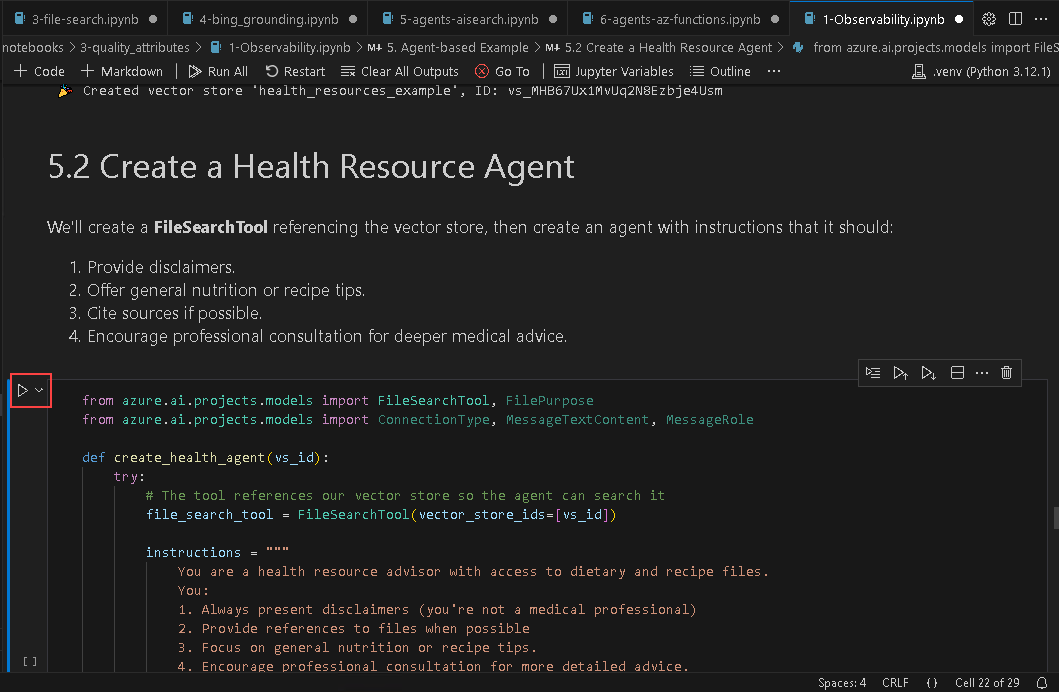 3-file-search.ipynb
4-bing_grounding.ipynb
5-agents-aisearch.ipynb
6-agents-az-functions.ipynb
1-Observability.ipynb
notebooks > 3-quality_attributes > 1-Observability.ipynb > M↓ 5. Agent-based Example > M↓ 5.2 Create a Health Resource Agent > from azure.ai.projects.models import FileS
+ Code + Markdown Run All Restart Clear All Outputs Go To Jupyter Variables Outline ... .venv (Python 3.12.1)
🎉 Created vector store 'health_resources_example', ID: vs_MHB67Ux1MvUq2N8Ezbje4Usm
5.2 Create a Health Resource Agent
We'll create a FileSearchTool referencing the vector store, then create an agent with instructions that it should:
1. Provide disclaimers.
2. Offer general nutrition or recipe tips.
3. Cite sources if possible.
4. Encourage professional consultation for deeper medical advice.
from azure.ai.projects.models import FileSearchTool, FilePurpose
from azure.ai.projects.models import ConnectionType, MessageTextContent, MessageRole
def create_health_agent(vs_id):
try:
# The tool references our vector store so the agent can search it
file_search_tool = FileSearchTool(vector_store_ids=[vs_id])
instructions = """
You are a health resource advisor with access to dietary and recipe files.
You:
1. Always present disclaimers (you're not a medical professional)
2. Provide references to files when possible
3. Focus on general nutrition or recipe tips.
4. Encourage professional consultation for more detailed advice.
[ ]
Spaces: 4 CRLF {} Cell 22 of 29